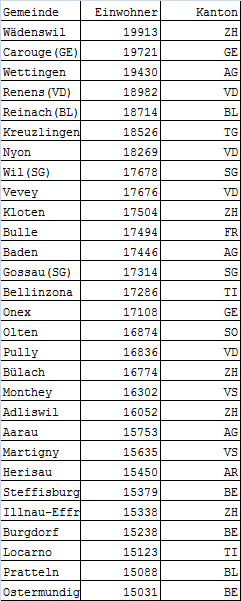 Gemeinde Einwohner Kanton
Wädenswil 19913 ZH
Carouge(GE) 19721 GE
Wettingen 19430 AG
Renens(VD) 18982 VD
Reinach(BL) 18714 BL
Kreuzlingen 18526 TG
Nyon 18269 VD
Wil(SG) 17678 SG
Vevey 17676 VD
Kloten 17504 ZH
Bulle 17494 FR
Baden 17446 AG
Gossau(SG) 17314 SG
Bellinzona 17286 TI
Onex 17108 GE
Olten 16874 SO
Pully 16836 VD
Bülach 16774 ZH
Monthey 16302 VS
Adliswil 16052 ZH
Aarau 15753 AG
Martigny 15635 VS
Herisau 15450 AR
Steffisburg 15379 BE
Illnau-Effr 15338 ZH
Burgdorf 15238 BE
Locarno 15123 TI
Pratteln 15088 BL
Ostermundig 15031 BE